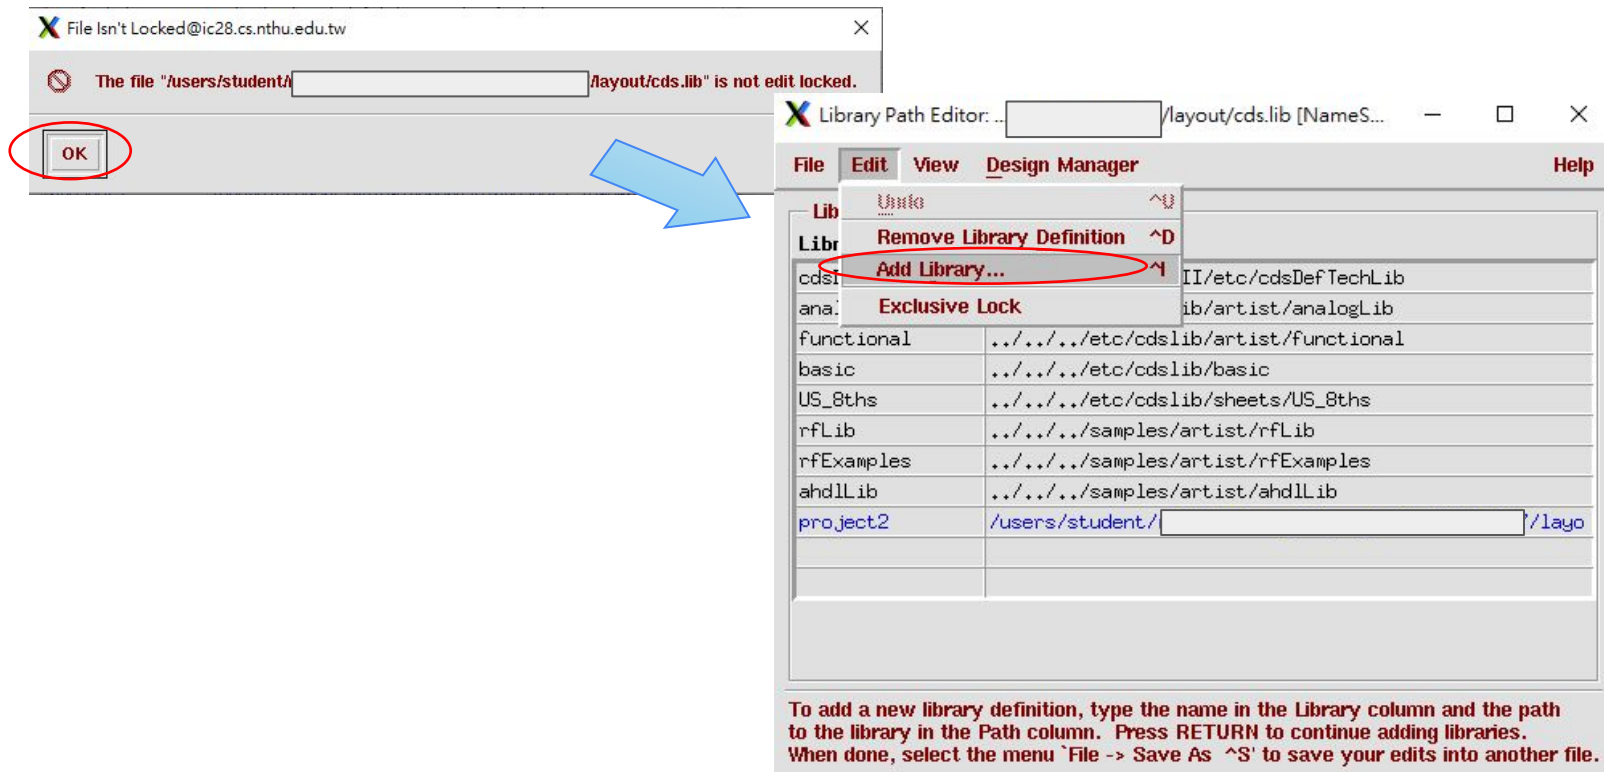 File Isn't Locked@ic28.cs.nthu.edu.tw
The file "/users/student/ /layout/cds.lib" is not edit locked.
OK
Library Path Editor: .. /layout/cds.lib [NameS...
File Edit View Design Manager Help
Undo ^U
Remove Library Definition ^D
Add Library... ^I
Exclusive Lock
Lib
Libr
cds II/etc/cdsDefTechLib
ana ib/artist/analogLib
functional ../../../etc/cdslib/artist/functional
basic ../../../etc/cdslib/basic
US_8ths ../../../etc/cdslib/sheets/US_8ths
rfLib ../../../samples/artist/rfLib
rfExamples ../../../samples/artist/rfExamples
ahdlLib ../../../samples/artist/ahdlLib
project2 /users/student/ /layo
To add a new library definition, type the name in the Library column and the path
to the library in the Path column. Press RETURN to continue adding libraries.
When done, select the menu `File -> Save As ^S' to save your edits into another file.